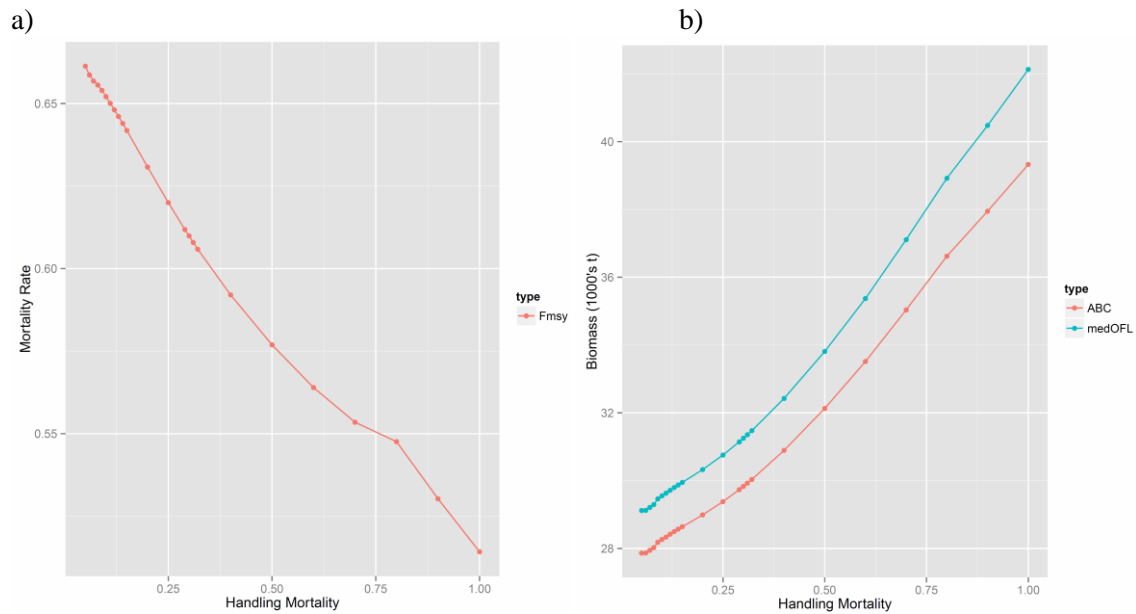 a)
0.65
0.60
0.55
Mortality Rate
0.25
0.50
0.75
1.00
Handling Mortality
type
Fmsy
b)
40
36
32
28
Biomass (1000's t)
0.25
0.50
0.75
1.00
Handling Mortality
type
ABC
medOFL